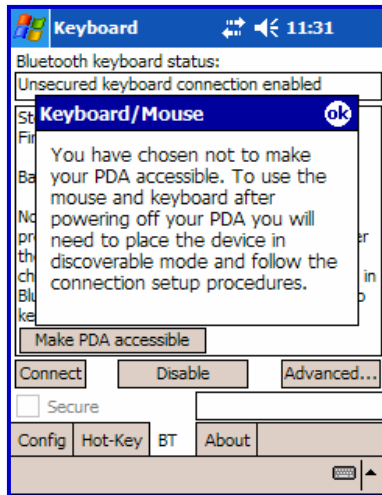 Keyboard 11:31
Bluetooth keyboard status:
Unsecured keyboard connection enabled
Keyboard/Mouse ok
You have chosen not to make
your PDA accessible. To use the
mouse and keyboard after
powering off your PDA you will
need to place the device in
discoverable mode and follow the
connection setup procedures.
in
Make PDA accessible
Connect Disable Advanced...
Secure
Config Hot-Key BT About